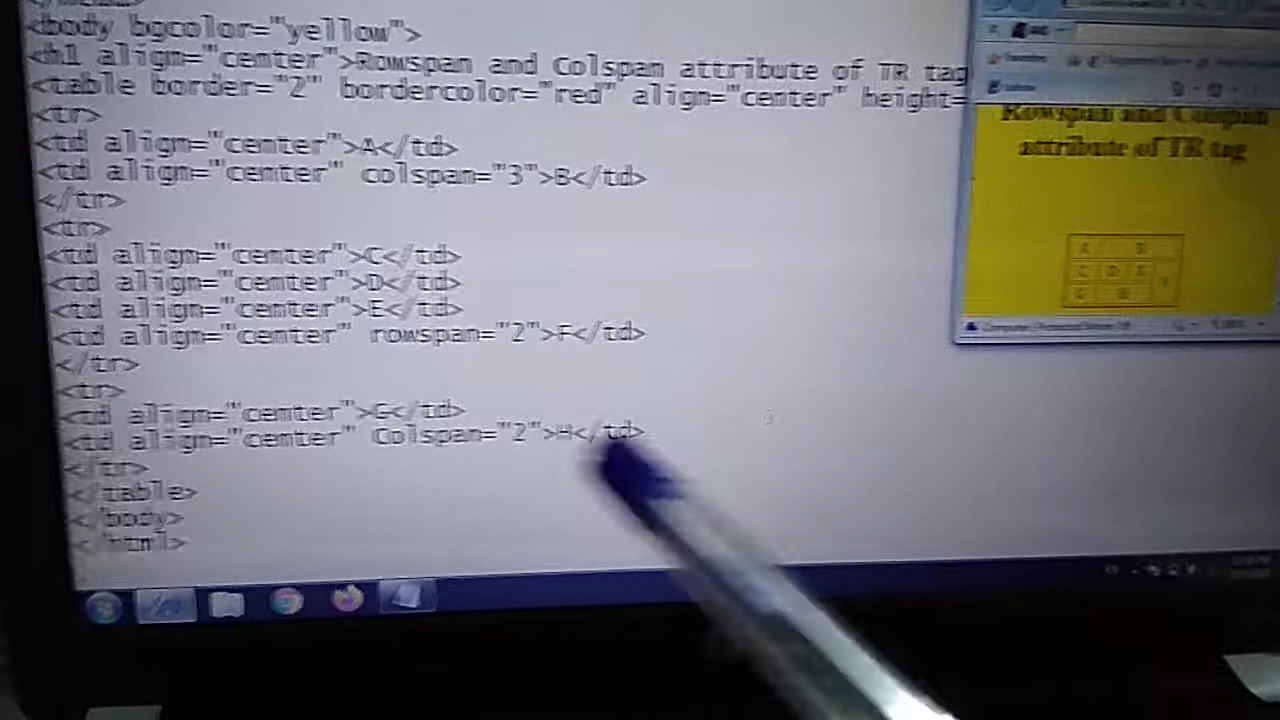 <body bgcolor="yellow">
<h1 align="center">Rowspan and Colspan attribute of TR tag
<table border="2" bordercolor="red" align="center" height=
<tr>
<td align="center">A</td>
<td align="center" colspan="3">B</td>
</tr>
<tr>
<td align="center">C</td>
<td align="center">D</td>
<td align="center">E</td>
<td align="center" rowspan="2">F</td>
</tr>
<tr>
<td align="center">G</td>
<td align="center" Colspan="2">H</td>
</tr>
</table>
</body>
</html>
Rowspan and Colspan
attribute of TR tag
A B
C D E
G H